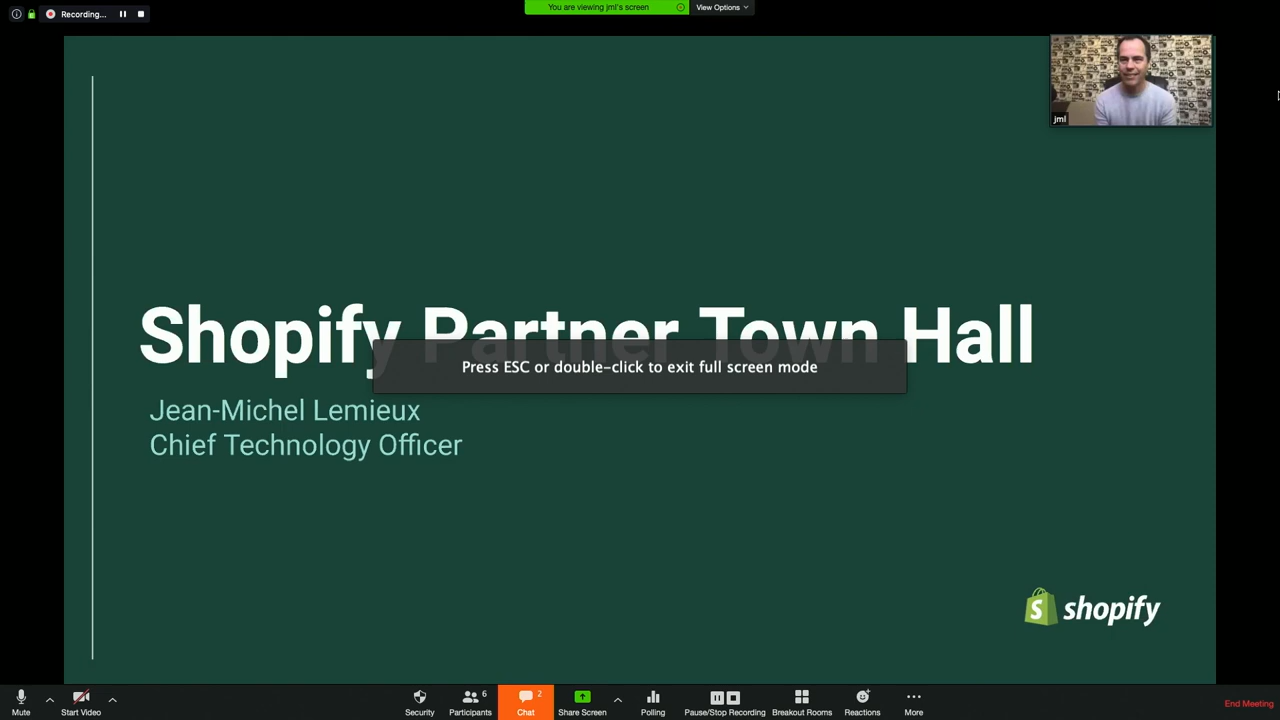 Recording...
You are viewing jml's screen
View Options
jml
Shopify Partner Town Hall
Press ESC or double-click to exit full screen mode
Jean-Michel Lemieux
Chief Technology Officer
S shopify
6
2
Mute
Start Video
Security
Participants
Chat
Share Screen
Polling
Pause/Stop Recording
Breakout Rooms
Reactions
More
End Meeting